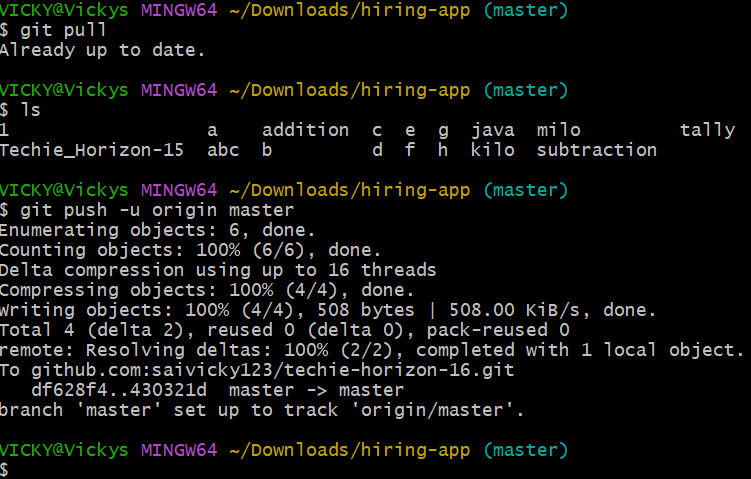 VICKY@Vickys MINGW64 ~/Downloads/hiring-app (master)
$ git pull
Already up to date.
VICKY@Vickys MINGW64 ~/Downloads/hiring-app (master)
$ ls
1                 a    addition  c  e  g  java  milo         tally
Techie_Horizon-15  abc  b         d  f  h  kilo  subtraction
VICKY@Vickys MINGW64 ~/Downloads/hiring-app (master)
$ git push -u origin master
Enumerating objects: 6, done.
Counting objects: 100% (6/6), done.
Delta compression using up to 16 threads
Compressing objects: 100% (4/4), done.
Writing objects: 100% (4/4), 508 bytes | 508.00 KiB/s, done.
Total 4 (delta 2), reused 0 (delta 0), pack-reused 0
remote: Resolving deltas: 100% (2/2), completed with 1 local object.
To github.com:saivicky123/techie-horizon-16.git
   df628f4..430321d  master -> master
branch 'master' set up to track 'origin/master'.
VICKY@Vickys MINGW64 ~/Downloads/hiring-app (master)
$